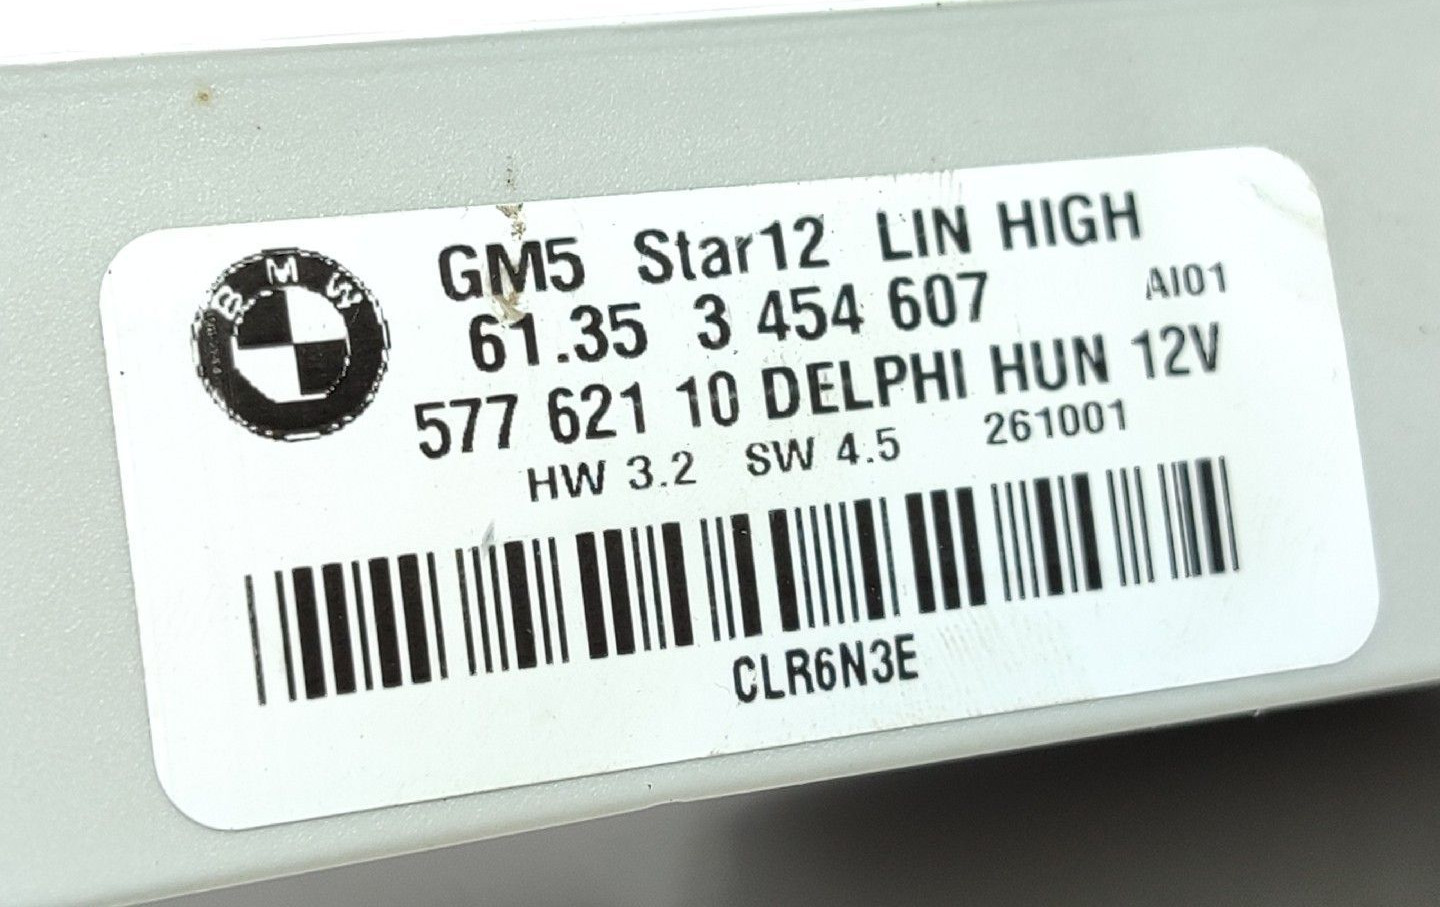 BMW
GM5 Star12 LIN HIGH
61.35 3 454 607 AI01
577 621 10 DELPHI HUN 12V
HW 3.2 SW 4.5 261001
CLR6N3E